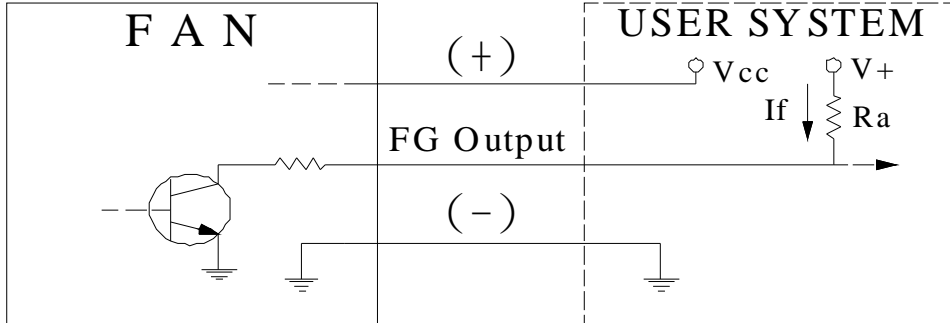 F A N
USER SYSTEM
(+)
Vcc
V+
If
Ra
FG Output
(-)